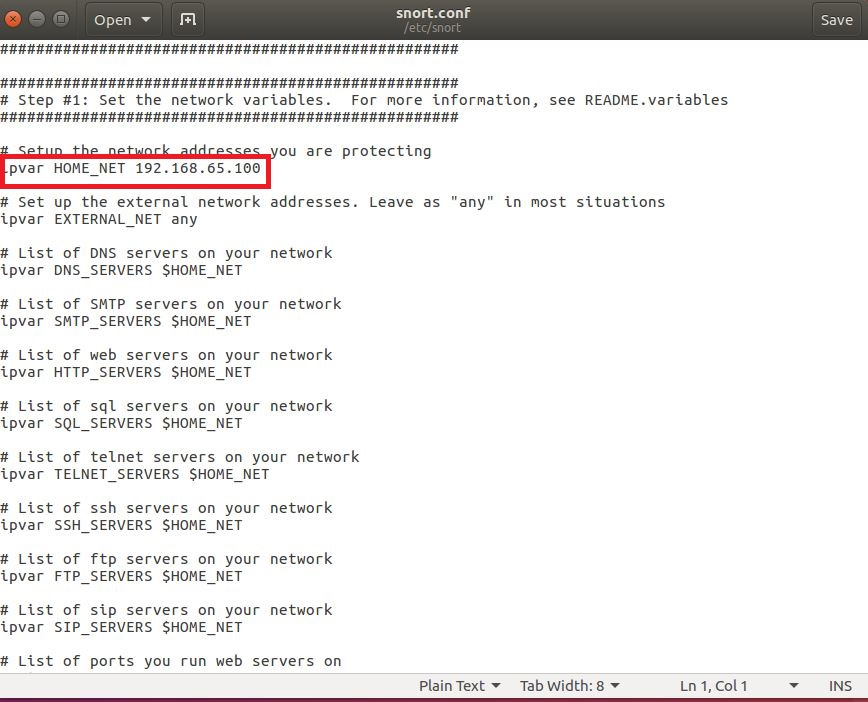 Open
snort.conf
/etc/snort
Save
###################################################
###################################################
# Step #1: Set the network variables.  For more information, see README.variables
###################################################
# Setup the network addresses you are protecting
ipvar HOME_NET 192.168.65.100
# Set up the external network addresses. Leave as "any" in most situations
ipvar EXTERNAL_NET any
# List of DNS servers on your network
ipvar DNS_SERVERS $HOME_NET
# List of SMTP servers on your network
ipvar SMTP_SERVERS $HOME_NET
# List of web servers on your network
ipvar HTTP_SERVERS $HOME_NET
# List of sql servers on your network
ipvar SQL_SERVERS $HOME_NET
# List of telnet servers on your network
ipvar TELNET_SERVERS $HOME_NET
# List of ssh servers on your network
ipvar SSH_SERVERS $HOME_NET
# List of ftp servers on your network
ipvar FTP_SERVERS $HOME_NET
# List of sip servers on your network
ipvar SIP_SERVERS $HOME_NET
# List of ports you run web servers on
Plain Text Tab Width: 8 Ln 1, Col 1 INS